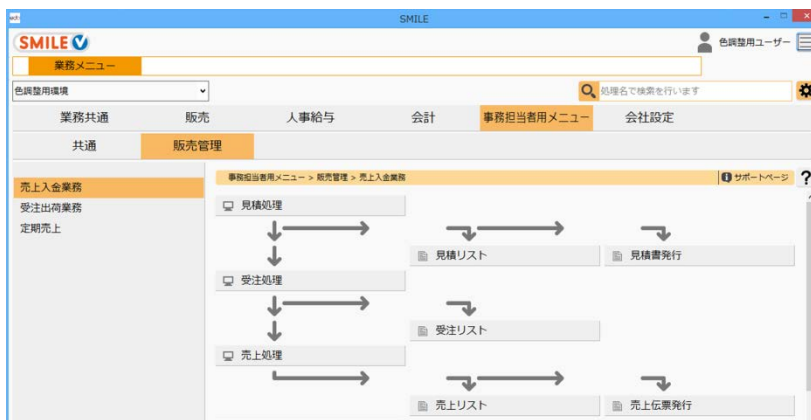 SMILE
SMILE V
色調整用ユーザー
業務メニュー
色調整用環境
処理名で検索を行います
業務共通 販売 人事給与 会計 事務担当者用メニュー 会社設定
共通 販売管理
売上入金業務
受注出荷業務
定期売上
事務担当者用メニュー > 販売管理 > 売上入金業務
サポートページ ?
見積処理
見積リスト 見積書発行
受注処理
受注リスト
売上処理
売上リスト 売上伝票発行